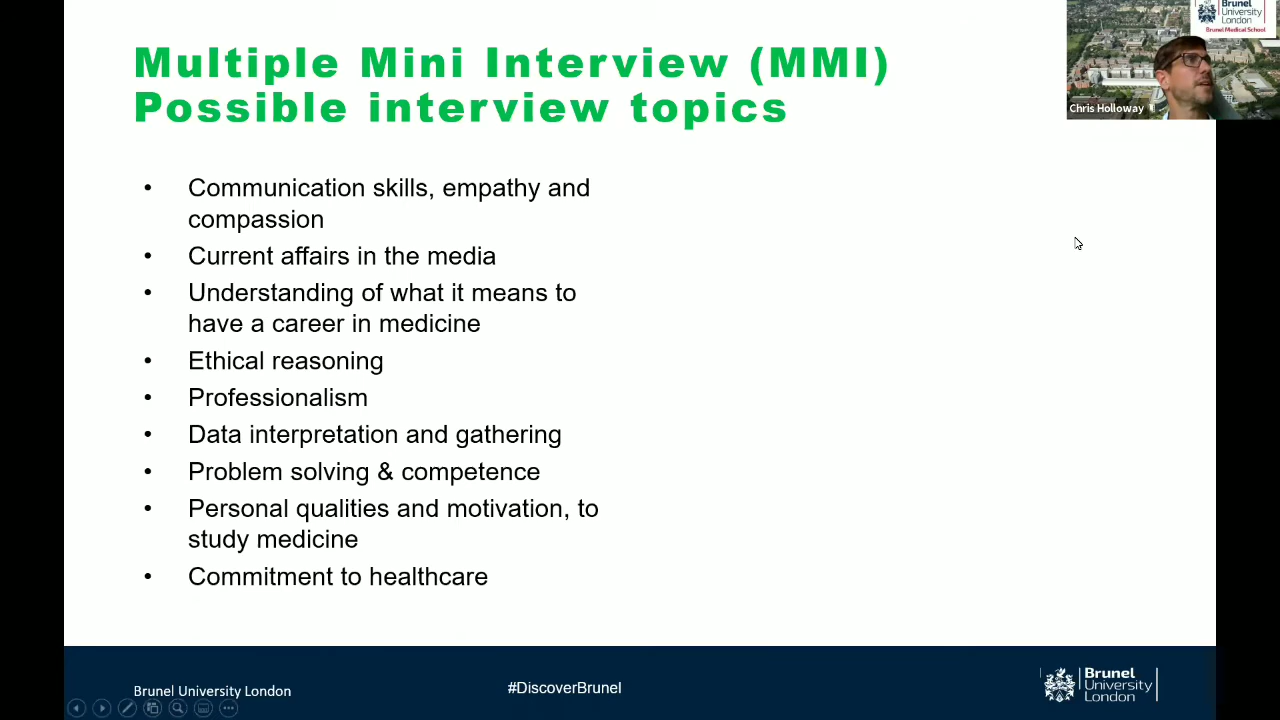 Multiple Mini Interview (MMI)
Possible interview topics
• Communication skills, empathy and
compassion
• Current affairs in the media
• Understanding of what it means to
have a career in medicine
• Ethical reasoning
• Professionalism
• Data interpretation and gathering
• Problem solving & competence
• Personal qualities and motivation, to
study medicine
• Commitment to healthcare
Brunel
University
London
Brunel Medical School
Chris Holloway
Brunel University London
#DiscoverBrunel
Brunel
University
London